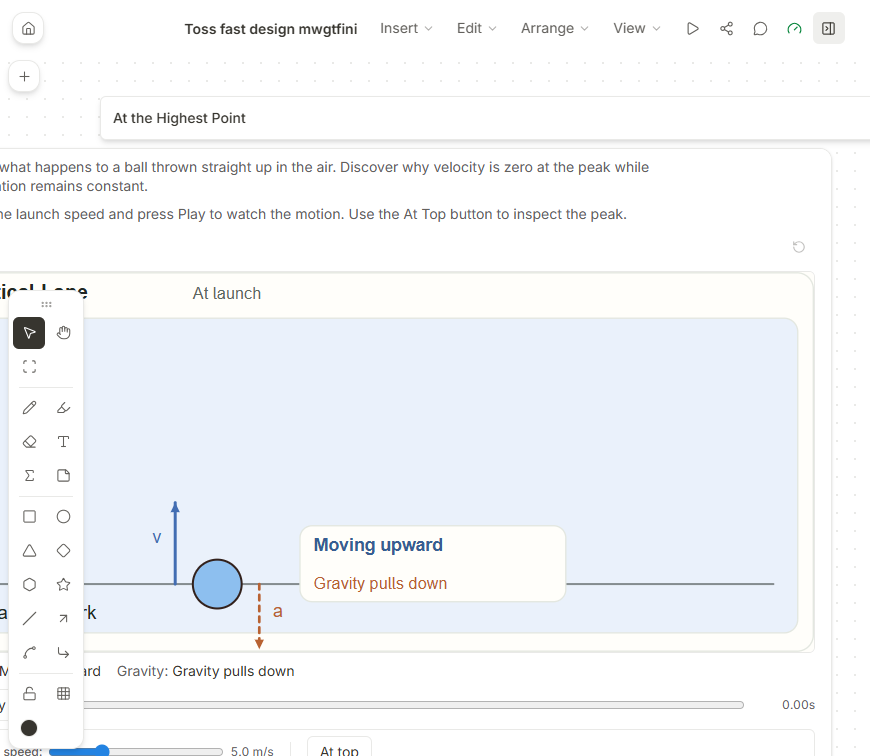 Toss fast design mwgtfini Insert Edit Arrange View
At the Highest Point
what happens to a ball thrown straight up in the air. Discover why velocity is zero at the peak while
ation remains constant.
he launch speed and press Play to watch the motion. Use the At Top button to inspect the peak.
At launch
v
Moving upward
Gravity pulls down
a
T
Σ
Gravity: Gravity pulls down
0.00s
speed: 5.0 m/s At top